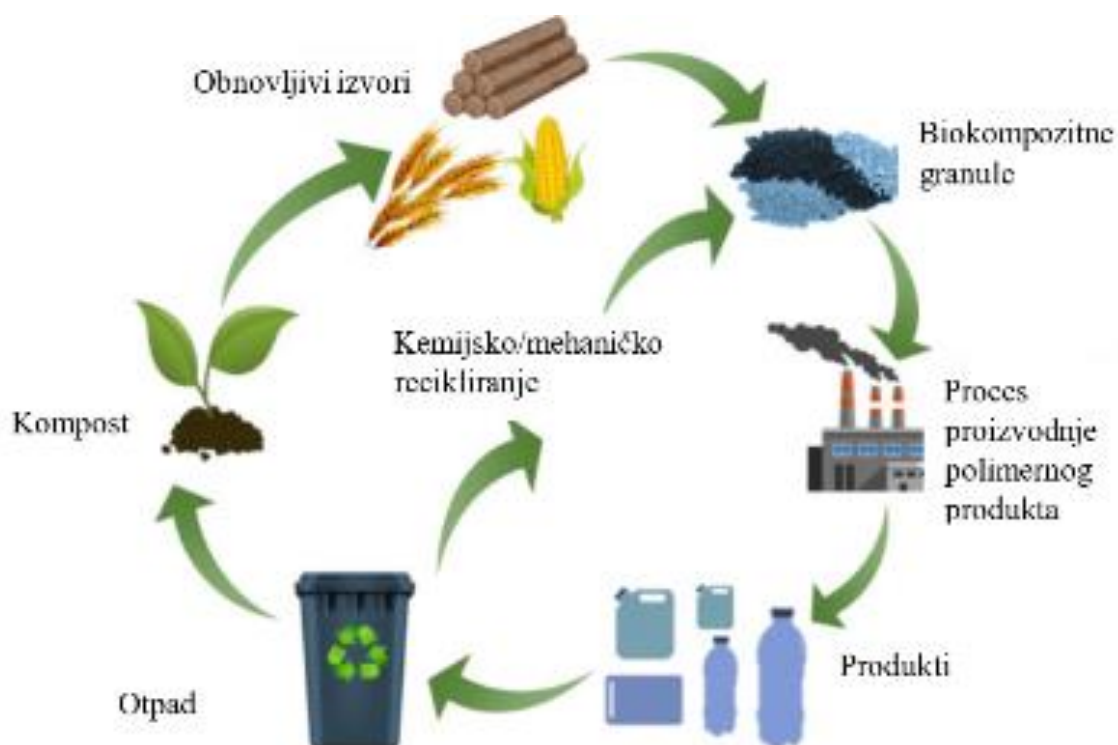 Obnovljivi izvori
Biokompozitne
granule
Kemijsko/mehaničko
recikliranje
Kompost
Proces
proizvodnje
polimernog
produkta
Produkti
Otpad